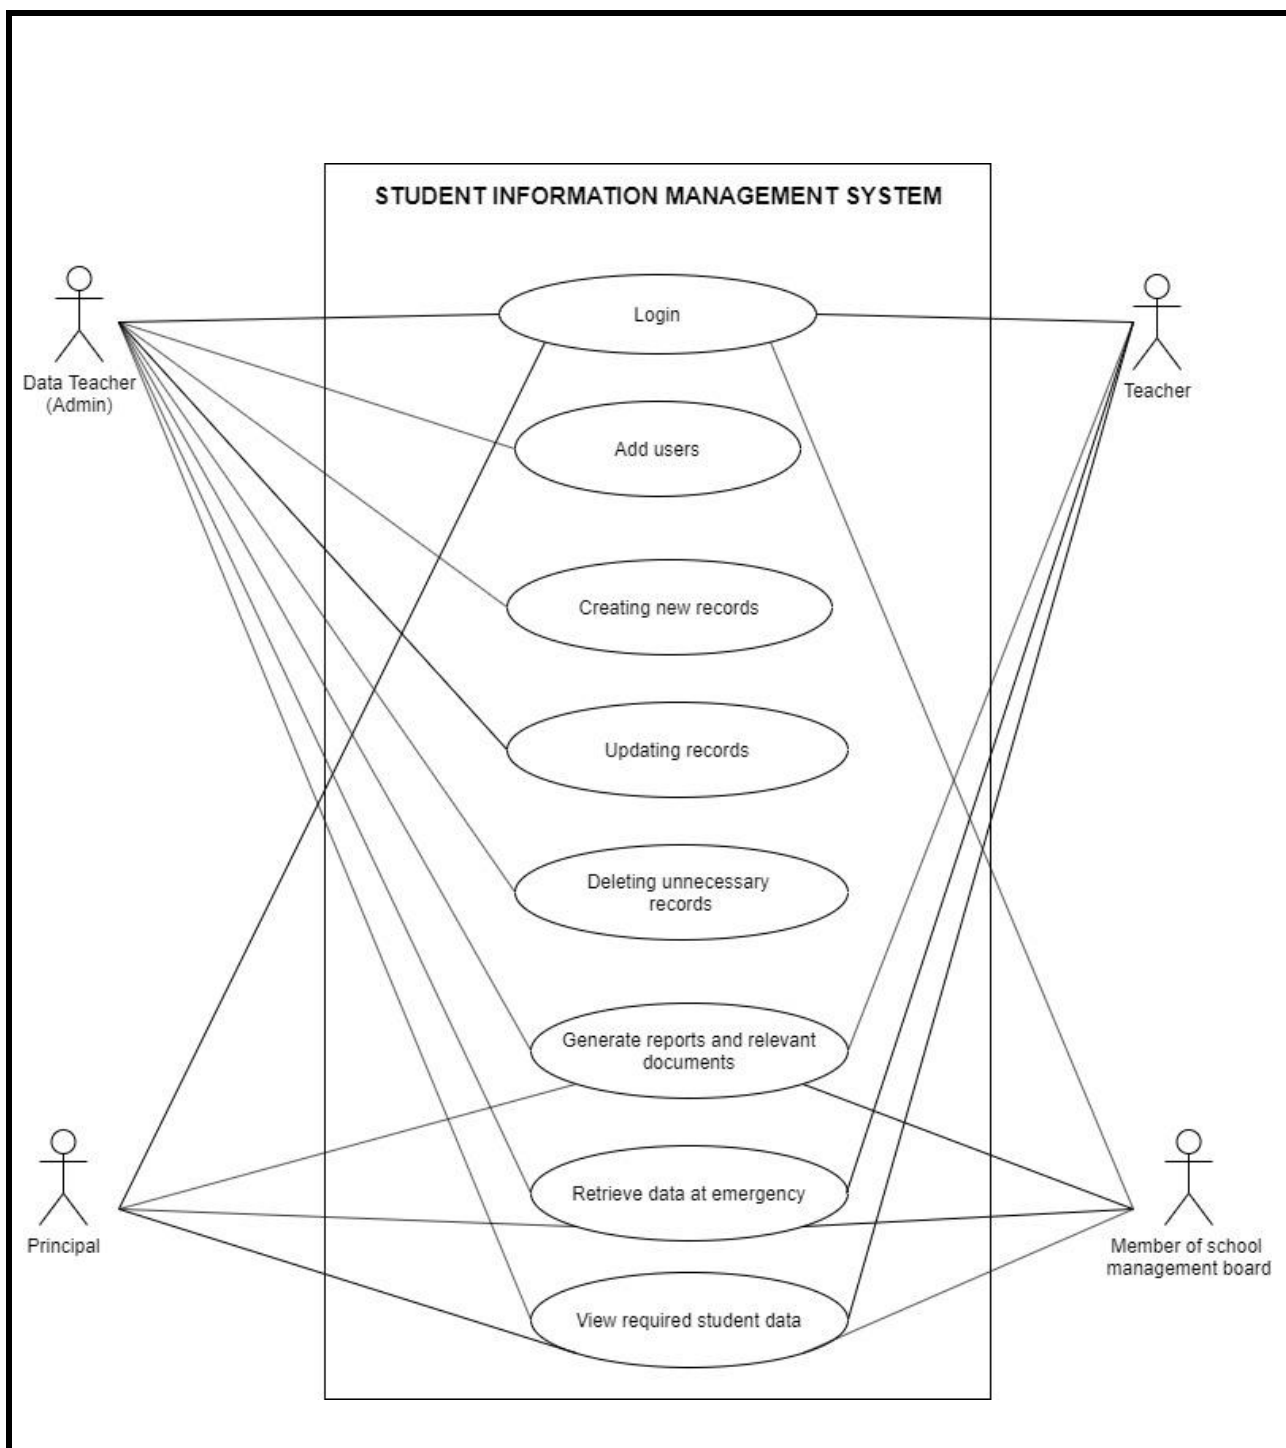 STUDENT INFORMATION MANAGEMENT SYSTEM
Login
Data Teacher
(Admin)
Teacher
Add users
Creating new records
Updating records
Deleting unnecessary
records
Generate reports and relevant
documents
Retrieve data at emergency
Principal
Member of school
management board
View required student data